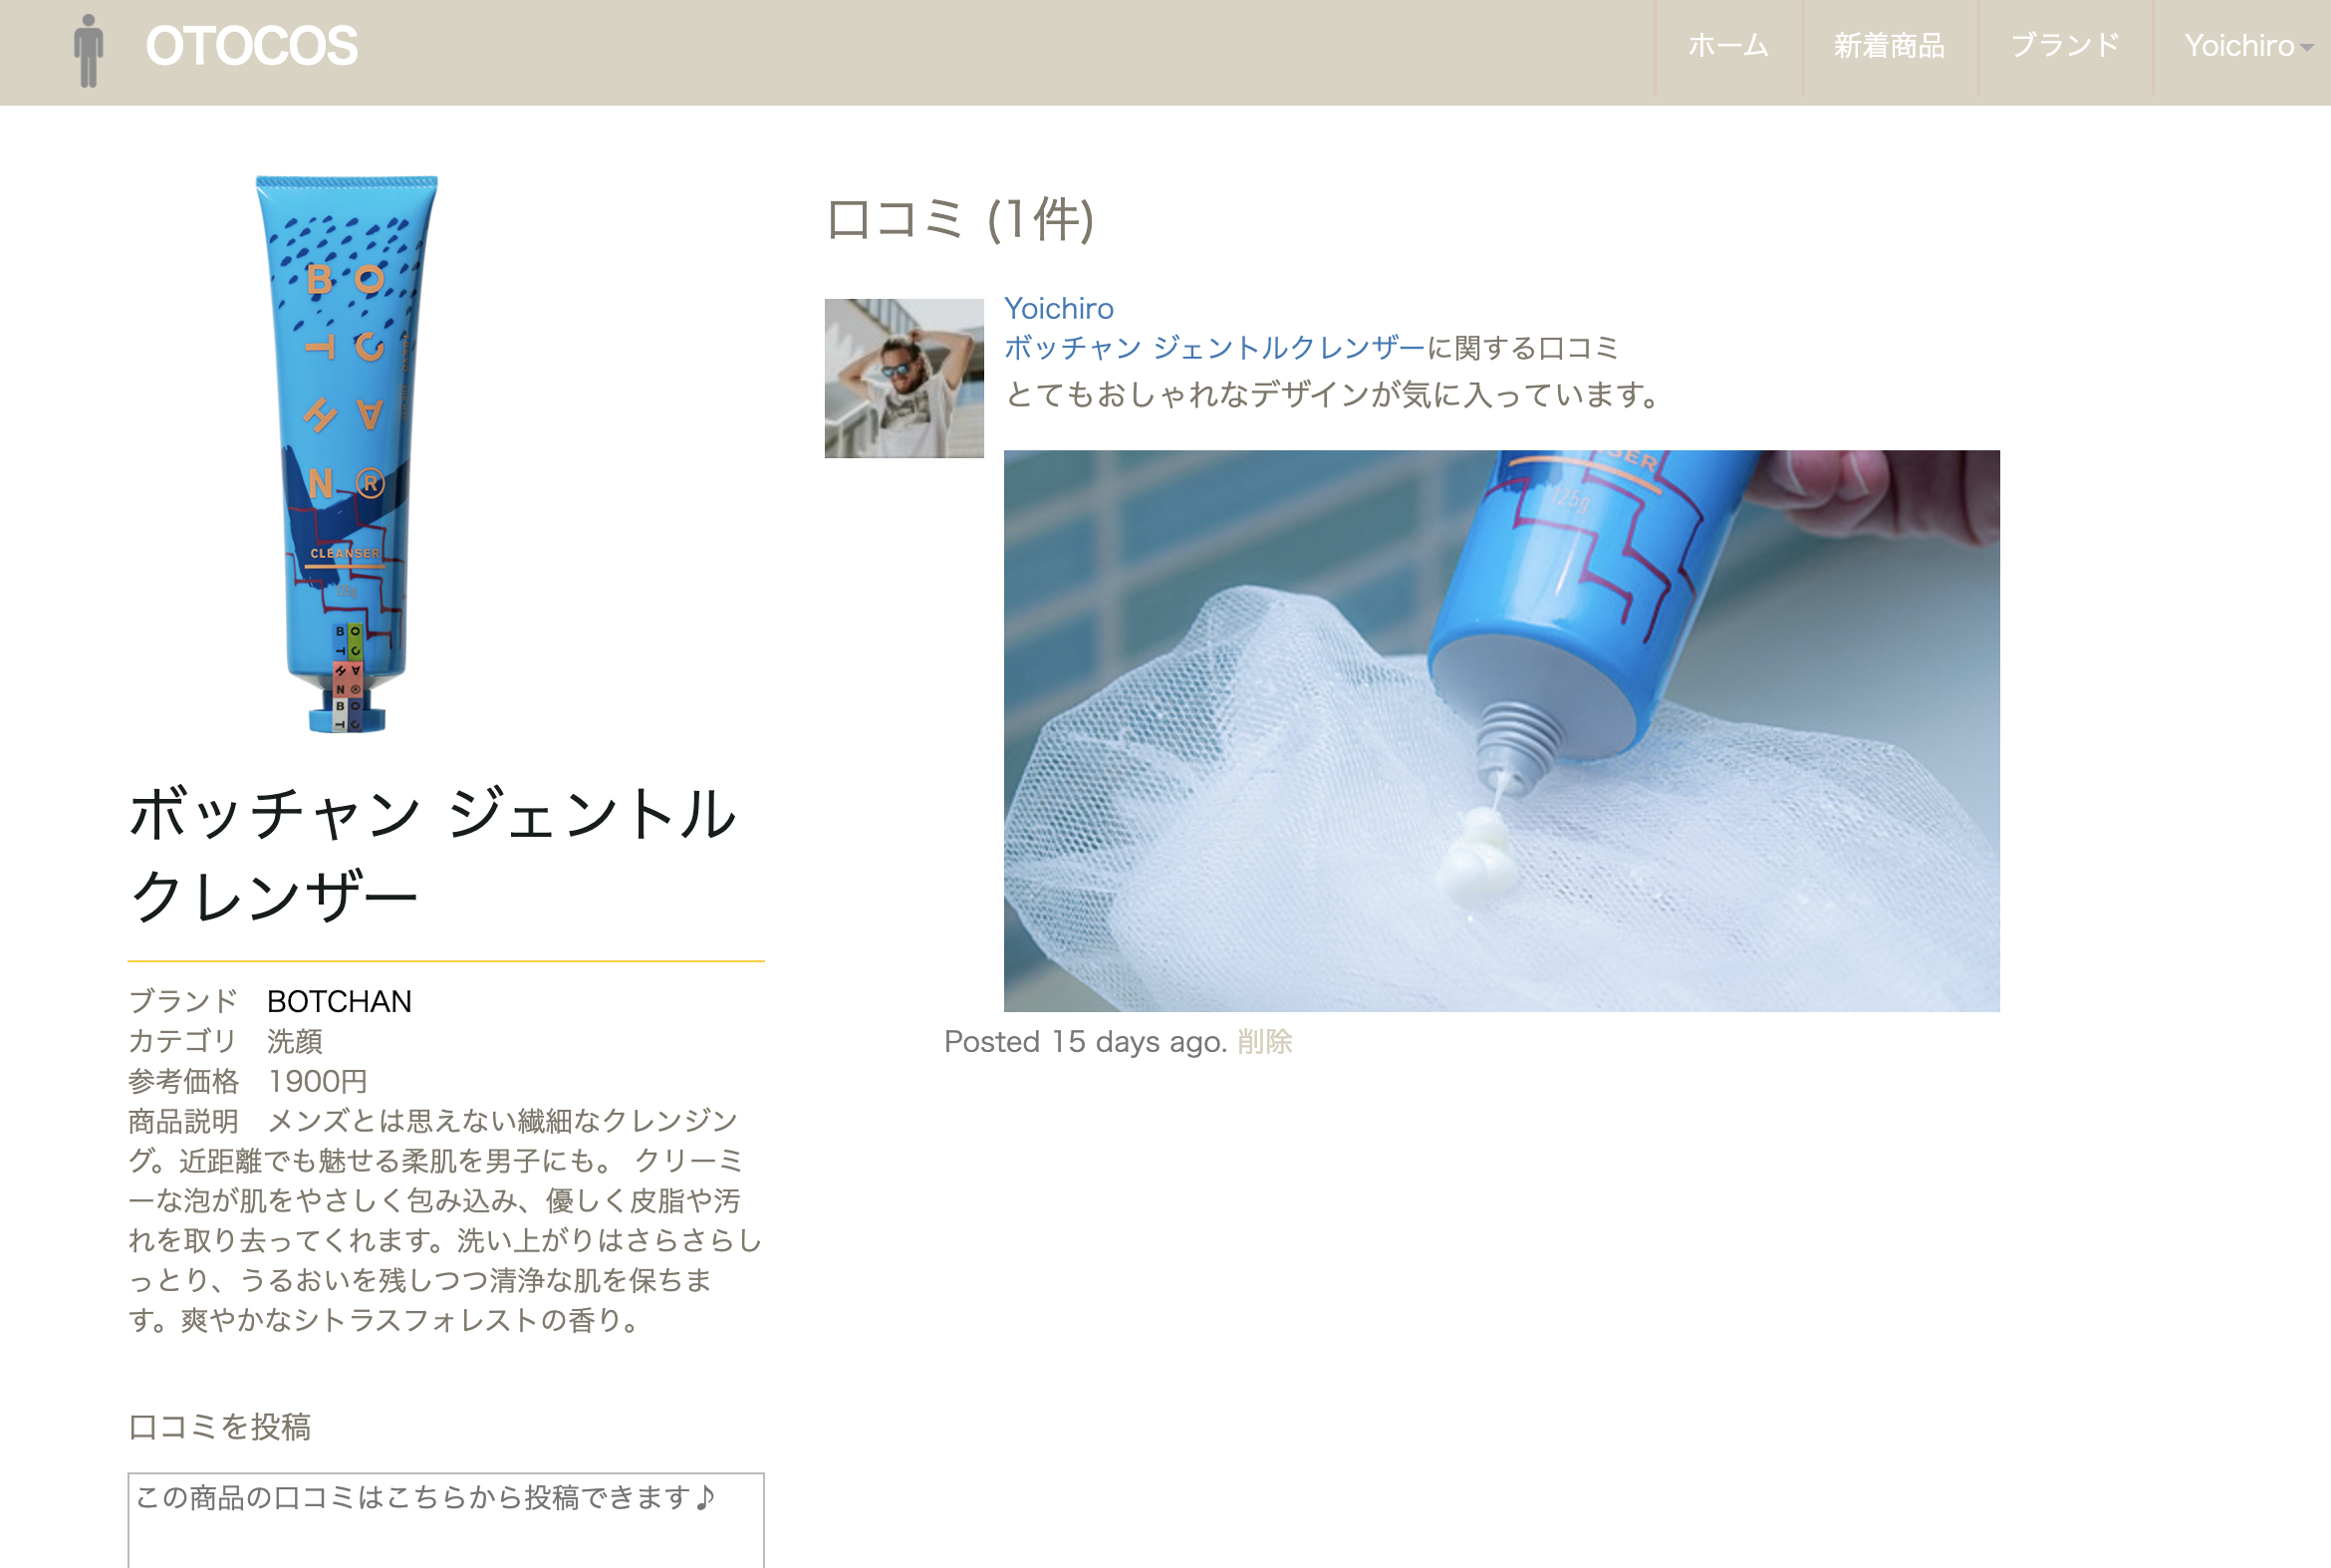 OTOCOS
ホーム
新着商品
ブランド
Yoichiro
B O
T C
H A
N ®
CLEANSER
125g
B O
T C
H A
N ®
B O
T C
ボッチャン ジェントル
クレンザー
ブランド BOTCHAN
カテゴリ 洗顔
参考価格 1900円
商品説明 メンズとは思えない繊細なクレンジン
グ。近距離でも魅せる柔肌を男子にも。 クリーミ
ーな泡が肌をやさしく包み込み、優しく皮脂や汚
れを取り去ってくれます。洗い上がりはさらさらし
っとり、うるおいを残しつつ清浄な肌を保ちま
す。爽やかなシトラスフォレストの香り。
口コミを投稿
この商品の口コミはこちらから投稿できます♪
口コミ (1件)
Yoichiro
ボッチャン ジェントルクレンザーに関する口コミ
とてもおしゃれなデザインが気に入っています。
125g
Posted 15 days ago. 削除